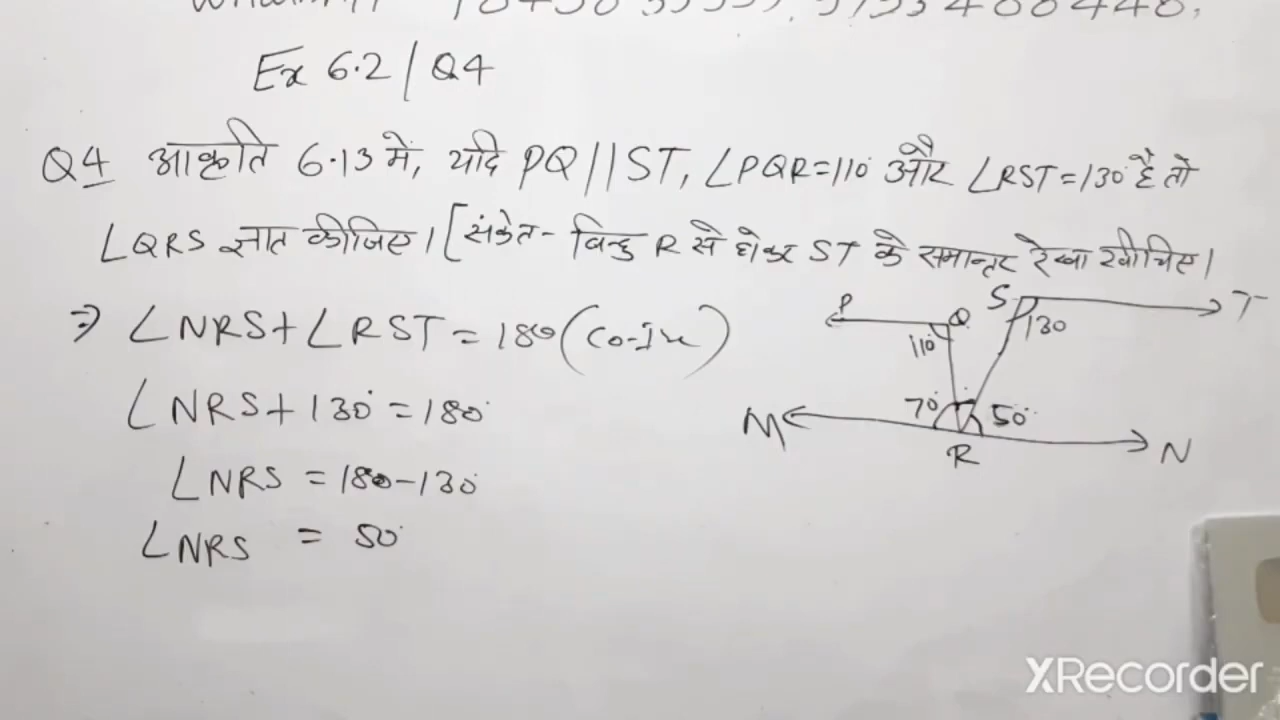 Ex 6.2 / Q4
Q4 आकृति 6.13 मे, यदि PQ // ST, ∠PQR = 110° और ∠RST = 130° है तो
∠QRS ज्ञात कीजिए। [संकेत - विन्दु R से होकर ST के समान्तर रेखा खीचिए।
⇒ ∠NRS + ∠RST = 180 (Co-In)
∠NRS + 130° = 180°
∠NRS = 180 - 130°
∠NRS = 50°
P Q S T
110° 130
70° 50°
M R N
XRecorder